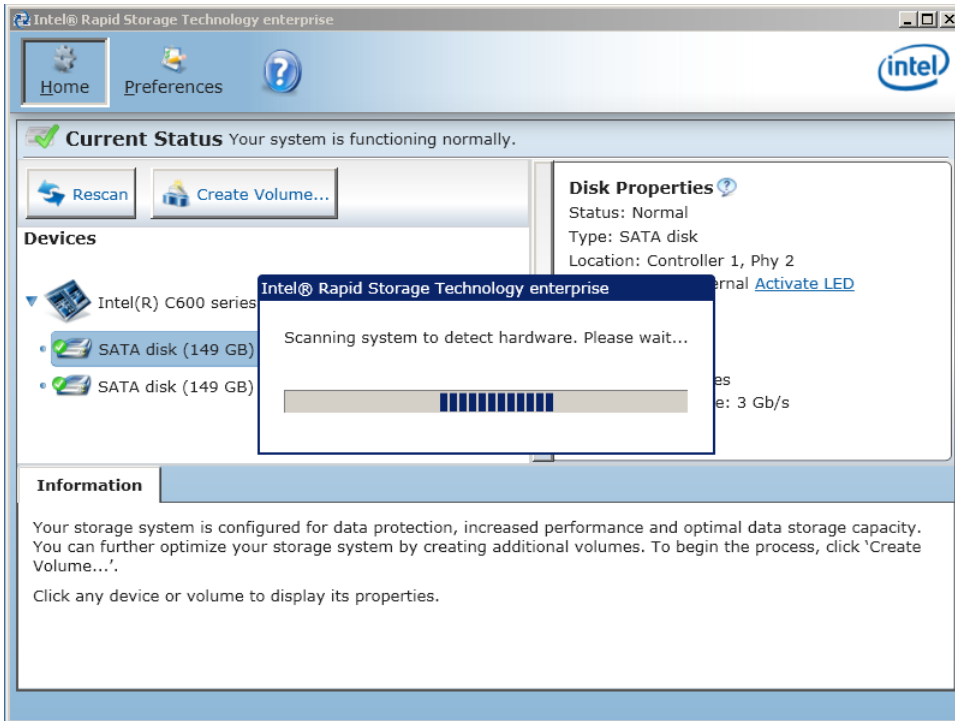 Intel® Rapid Storage Technology enterprise
Home
Preferences
intel
Current Status Your system is functioning normally.
Rescan
Create Volume...
Devices
Intel(R) C600 series
SATA disk (149 GB)
SATA disk (149 GB)
Disk Properties
Status: Normal
Type: SATA disk
Location: Controller 1, Phy 2
Activate LED
: 3 Gb/s
Intel® Rapid Storage Technology enterprise
Scanning system to detect hardware. Please wait...
Information
Your storage system is configured for data protection, increased performance and optimal data storage capacity.
You can further optimize your storage system by creating additional volumes. To begin the process, click ‘Create
Volume...’.
Click any device or volume to display its properties.